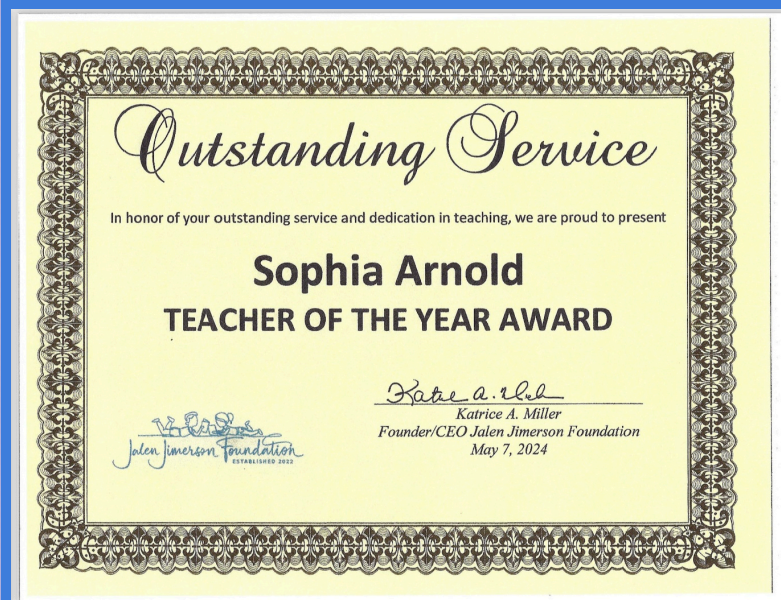 Outstanding Service
In honor of your outstanding service and dedication in teaching, we are proud to present
Sophia Arnold
TEACHER OF THE YEAR AWARD
Katrice A. Miller
Founder/CEO Jalen Jimerson Foundation
May 7, 2024
Jalen Jimerson Foundation
ESTABLISHED 2022